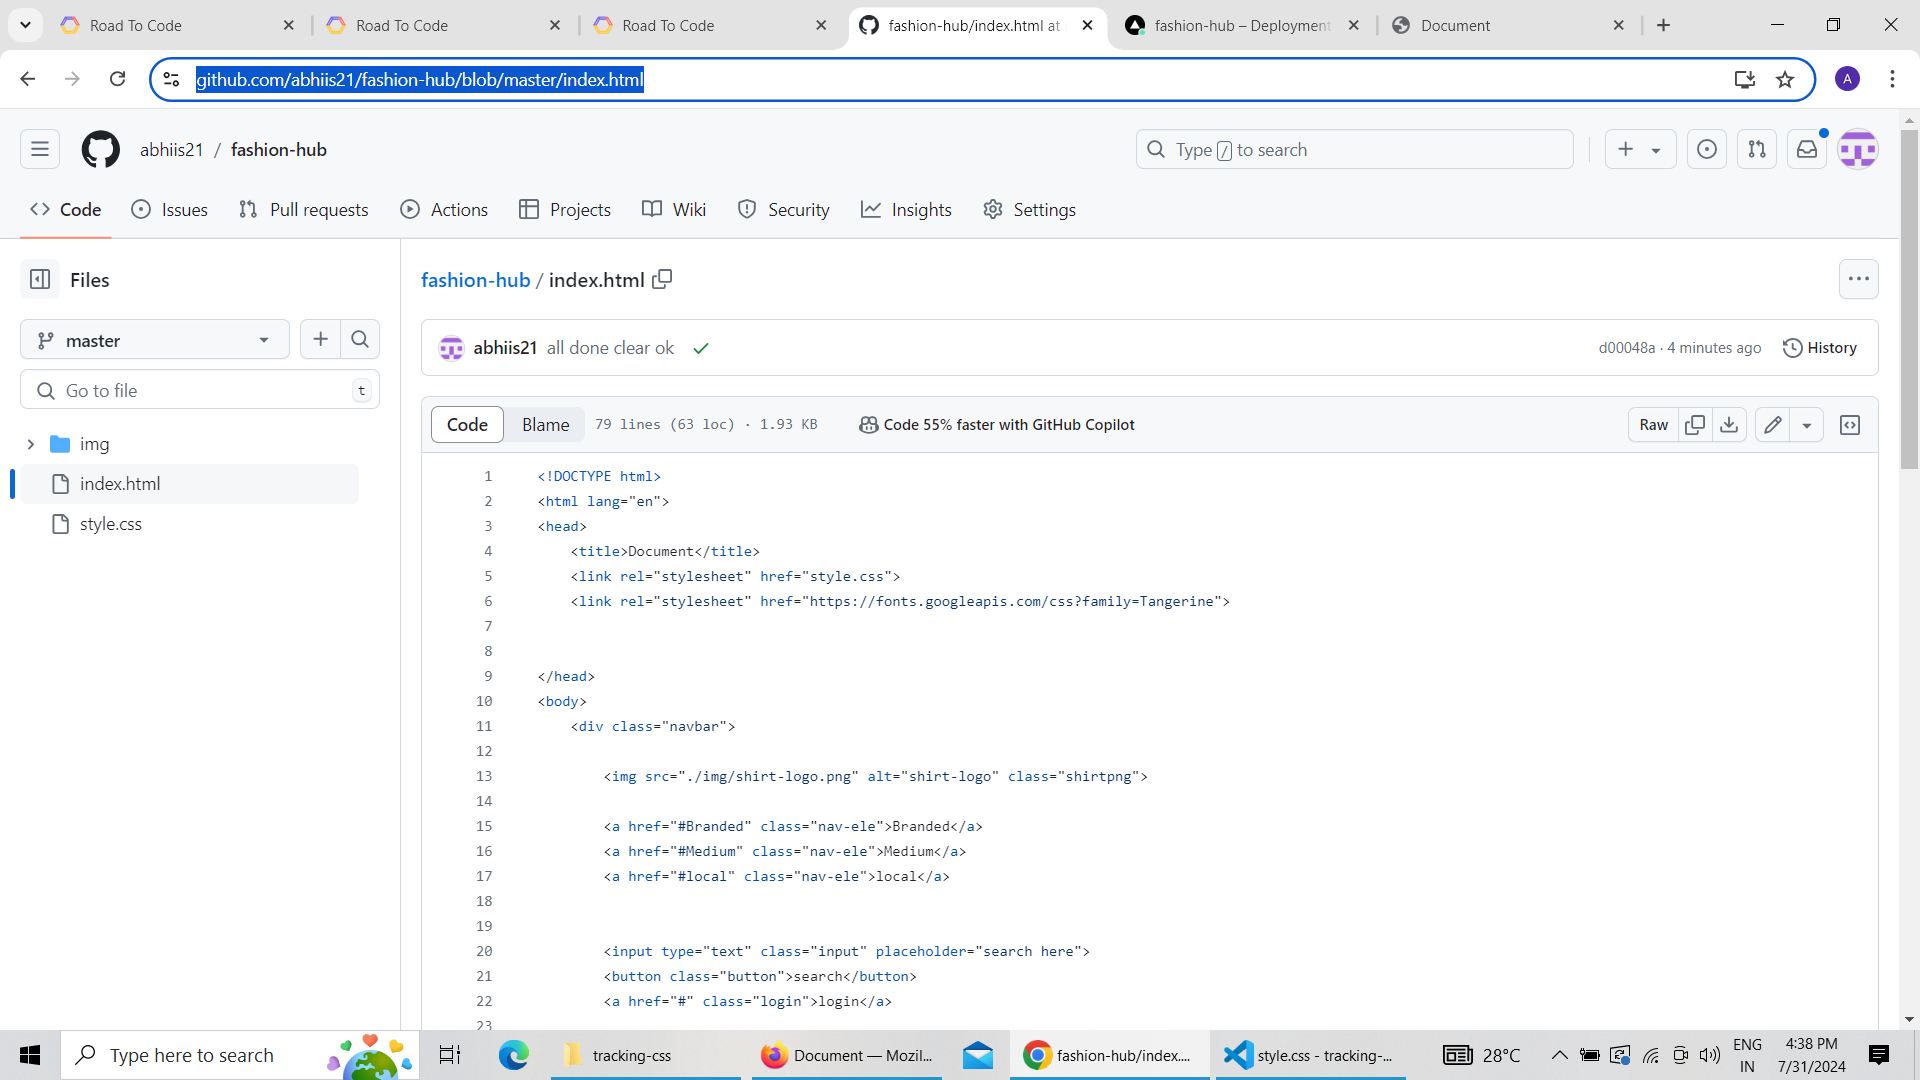 Road To Code
Road To Code
Road To Code
fashion-hub/index.html at
fashion-hub – Deployment
Document
github.com/abhiis21/fashion-hub/blob/master/index.html
A
abhiis21 / fashion-hub
Type / to search
Code
Issues
Pull requests
Actions
Projects
Wiki
Security
Insights
Settings
Files
master
Go to file
t
img
index.html
style.css
fashion-hub / index.html
abhiis21 all done clear ok
d00048a · 4 minutes ago
History
Code
Blame
79 lines (63 loc) · 1.93 KB
Code 55% faster with GitHub Copilot
Raw
1 <!DOCTYPE html>
2 <html lang="en">
3 <head>
4 <title>Document</title>
5 <link rel="stylesheet" href="style.css">
6 <link rel="stylesheet" href="https://fonts.googleapis.com/css?family=Tangerine">
7
8
9 </head>
10 <body>
11 <div class="navbar">
12
13 <img src="./img/shirt-logo.png" alt="shirt-logo" class="shirtpng">
14
15 <a href="#Branded" class="nav-ele">Branded</a>
16 <a href="#Medium" class="nav-ele">Medium</a>
17 <a href="#local" class="nav-ele">local</a>
18
19
20 <input type="text" class="input" placeholder="search here">
21 <button class="button">search</button>
22 <a href="#" class="login">login</a>
23
Type here to search
tracking-css
Document — Mozil...
fashion-hub/index....
style.css - tracking-...
28°C
ENG
IN
4:38 PM
7/31/2024